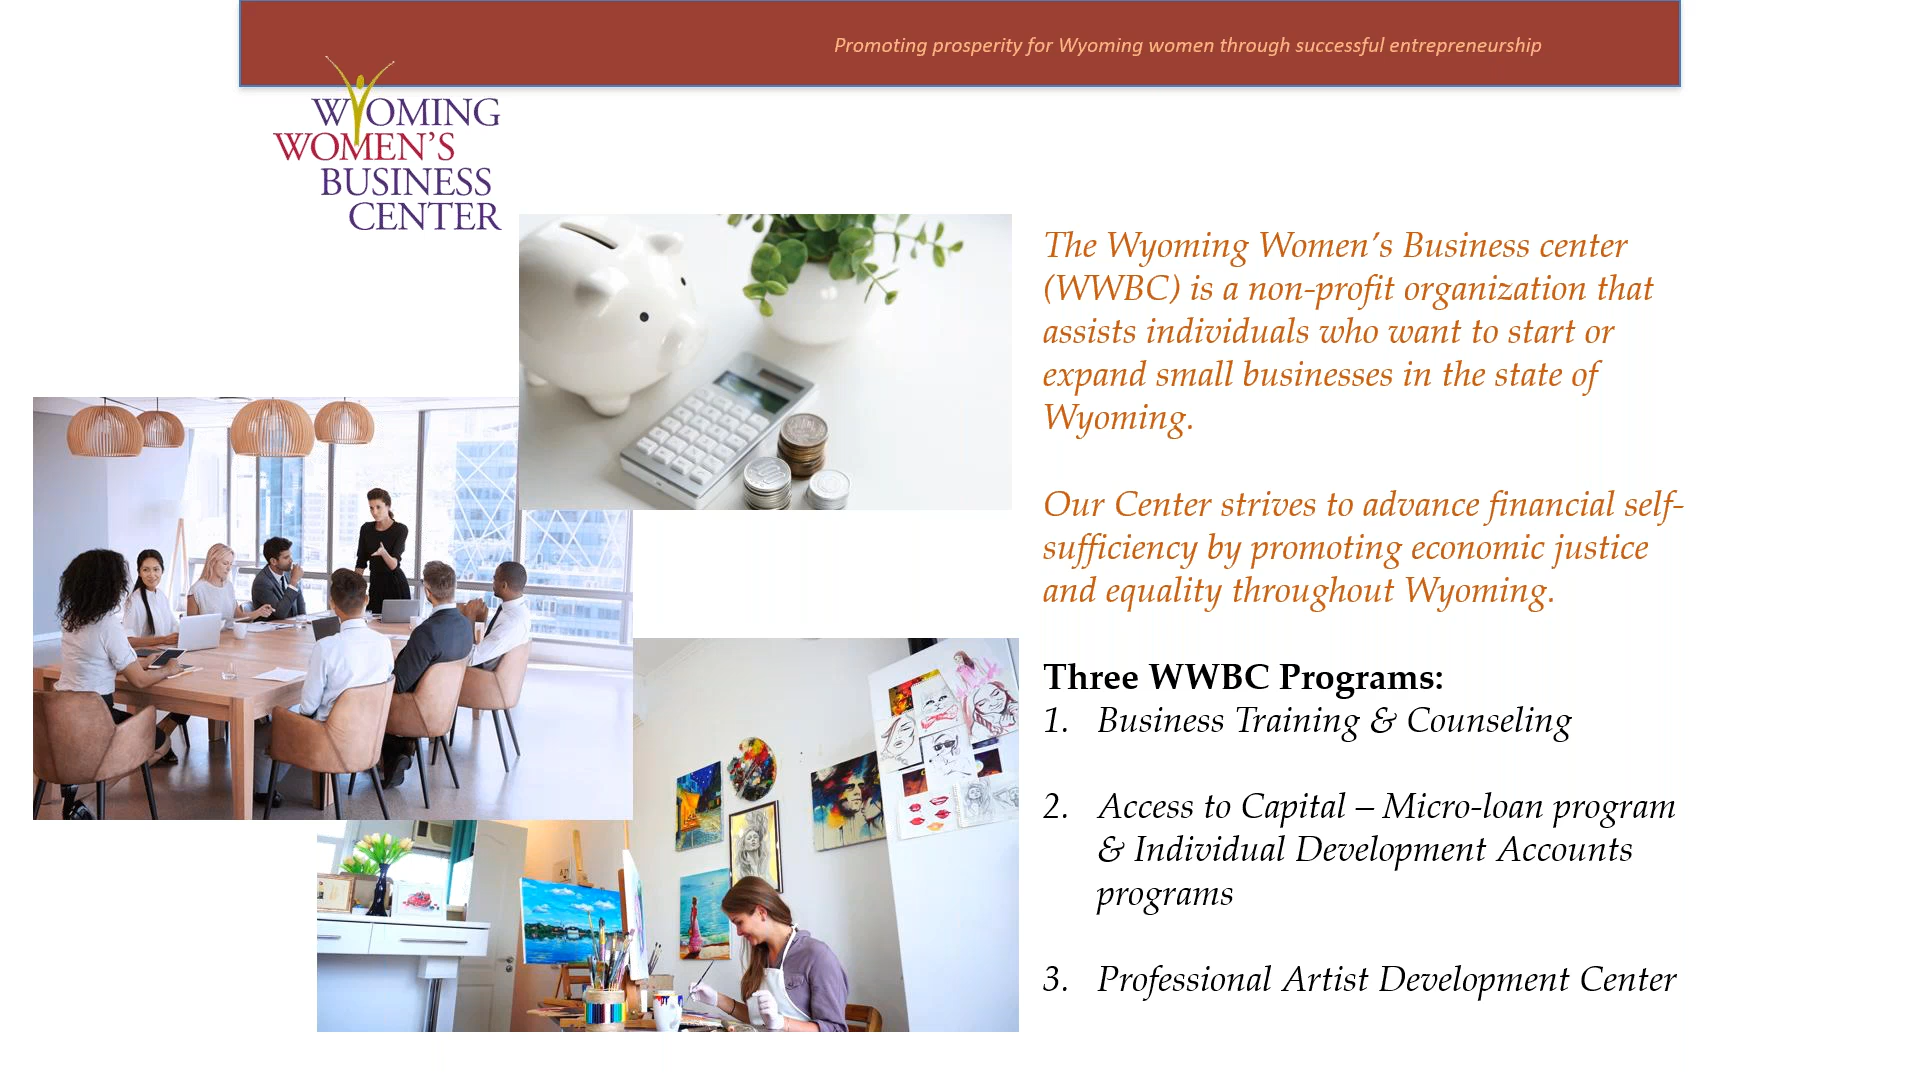 Promoting prosperity for Wyoming women through successful entrepreneurship
WYOMING
WOMEN'S
BUSINESS
CENTER
The Wyoming Women's Business center
(WWBC) is a non-profit organization that
assists individuals who want to start or
expand small businesses in the state of
Wyoming.
Our Center strives to advance financial self-
sufficiency by promoting economic justice
and equality throughout Wyoming.
Three WWBC Programs:
1. Business Training & Counseling
2. Access to Capital – Micro-loan program
& Individual Development Accounts
programs
3. Professional Artist Development Center